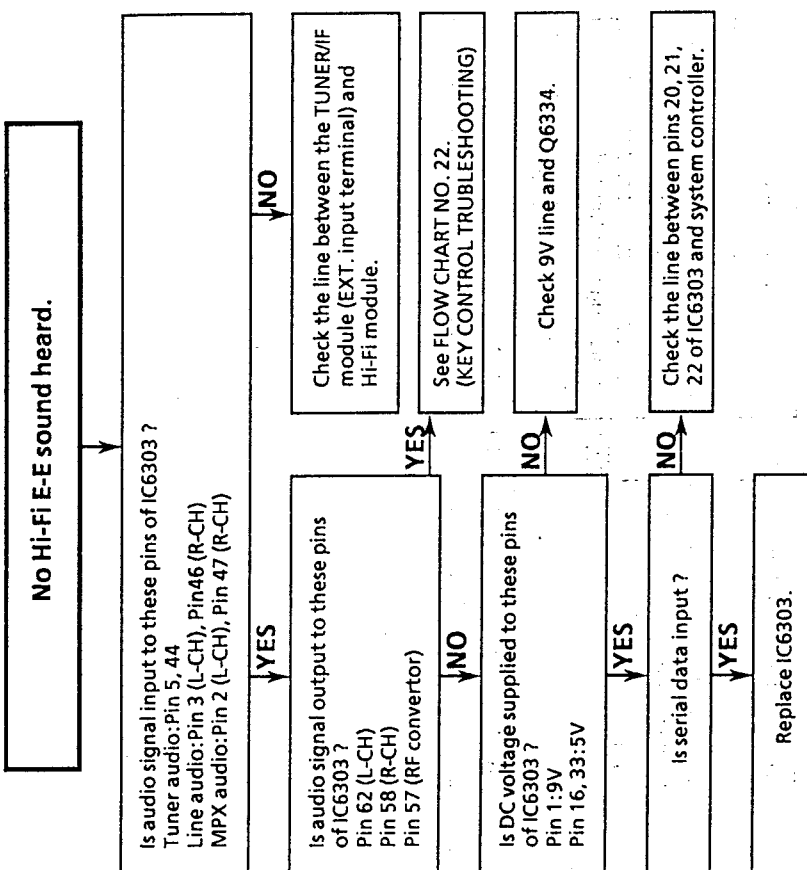 No Hi-Fi E-E sound heard.
Is audio signal input to these pins of IC6303 ?
Tuner audio:Pin 5, 44
Line audio:Pin 3 (L-CH), Pin46 (R-CH)
MPX audio:Pin 2 (L-CH), Pin 47 (R-CH)
NO
Check the line between the TUNER/IF
module (EXT. input terminal) and
Hi-Fi module.
YES
Is audio signal output to these pins
of IC6303 ?
Pin 62 (L-CH)
Pin 58 (R-CH)
Pin 57 (RF convertor)
YES
See FLOW CHART NO. 22.
(KEY CONTROL TRUBLESHOOTING)
NO
Is DC voltage supplied to these pins
of IC6303 ?
Pin 1:9V
Pin 16, 33:5V
NO
Check 9V line and Q6334.
YES
Is serial data input ?
NO
Check the line between pins 20, 21,
22 of IC6303 and system controller.
YES
Replace IC6303.